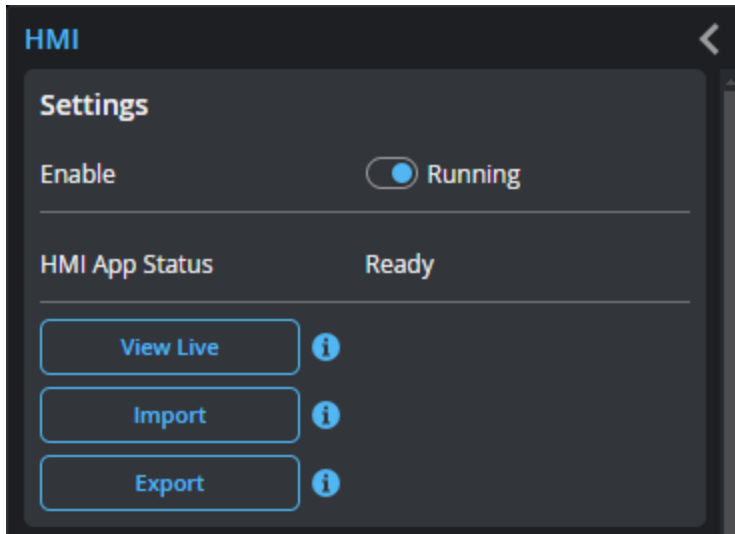 HMI
Settings
Enable Running
HMI App Status Ready
View Live
Import
Export